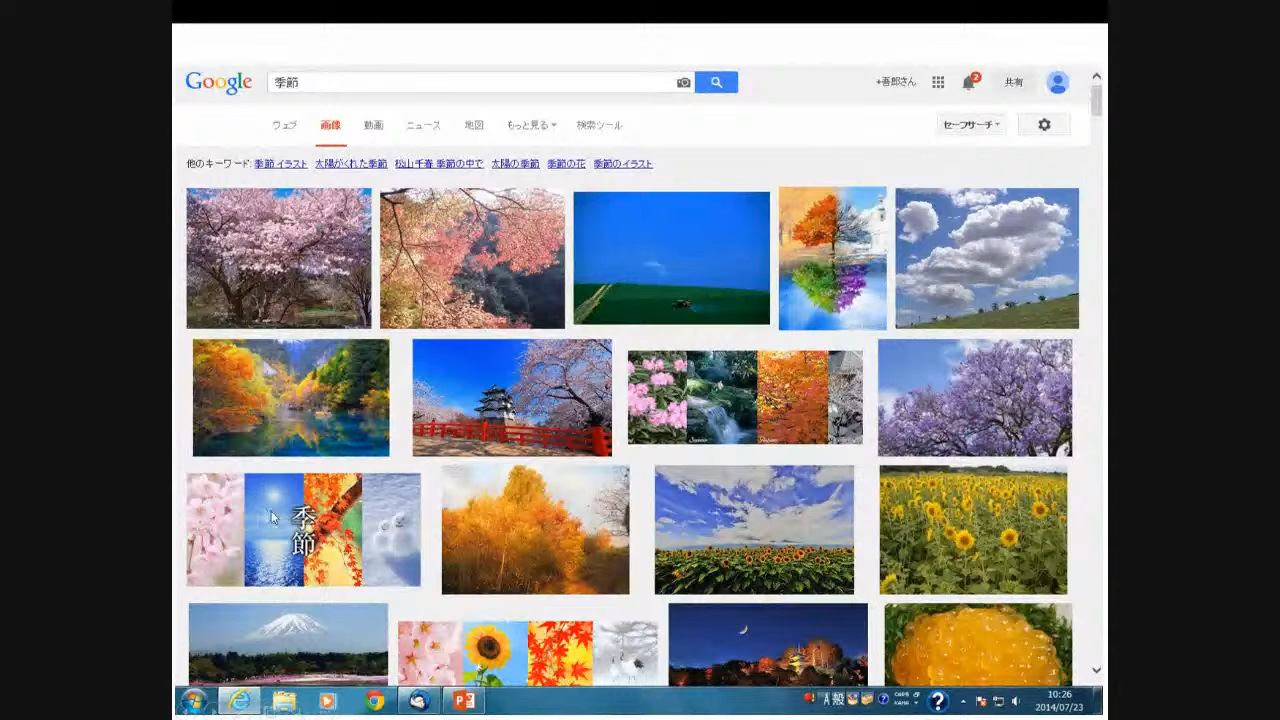 Google 季節 +吾郎さん 2 共有
ウェブ 画像 動画 ニュース 地図 もっと見る 検索ツール セーフサーチ
他のキーワード: 季節 イラスト 太陽がくれた季節 松山千春 季節の中で 太陽の季節 季節の花 季節のイラスト
季節
A 般 CAPS KANA 10:26
2014/07/23